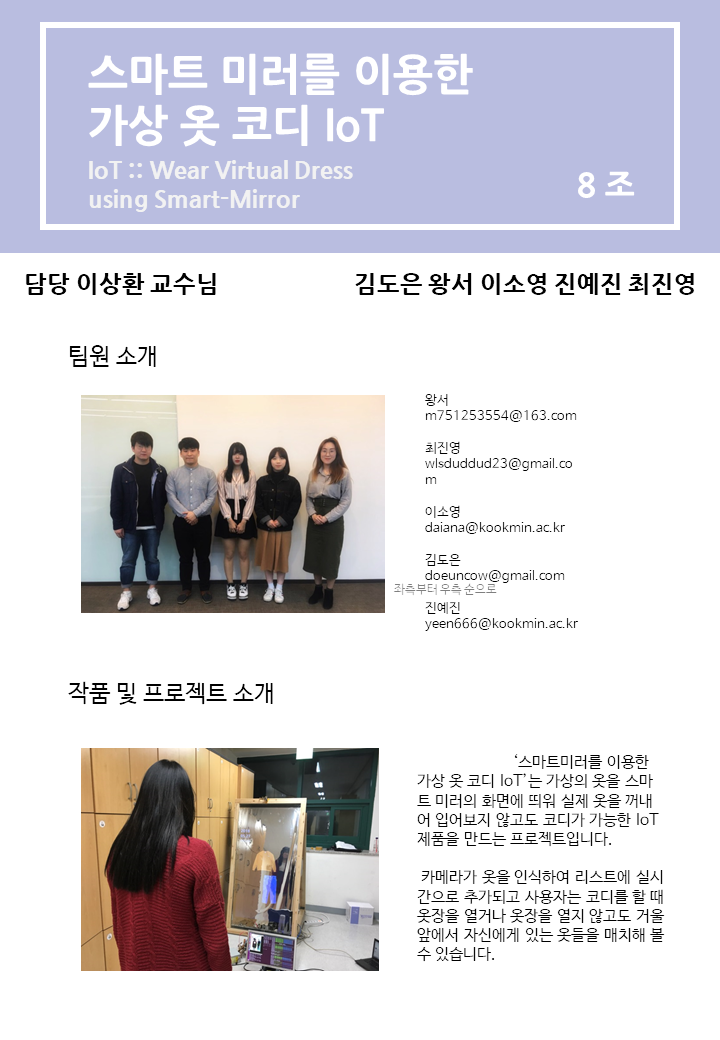 스마트 미러를 이용한
가상 옷 코디 IoT
IoT :: Wear Virtual Dress
using Smart-Mirror
8 조
담당 이상환 교수님
김도은 왕서 이소영 진예진 최진영
팀원 소개
왕서
m751253554@163.com
최진영
wlsduddud23@gmail.co
m
이소영
daiana@kookmin.ac.kr
김도은
doeuncow@gmail.com
좌측부터 우측 순으로
진예진
yeen666@kookmin.ac.kr
작품 및 프로젝트 소개
‘스마트미러를 이용한
가상 옷 코디 IoT’는 가상의 옷을 스마
트 미러의 화면에 띄워 실제 옷을 꺼내
어 입어보지 않고도 코디가 가능한 IoT
제품을 만드는 프로젝트입니다.
카메라가 옷을 인식하여 리스트에 실시
간으로 추가되고 사용자는 코디를 할 때
옷장을 열거나 옷장을 열지 않고도 거울
앞에서 자신에게 있는 옷들을 매치해 볼
수 있습니다.